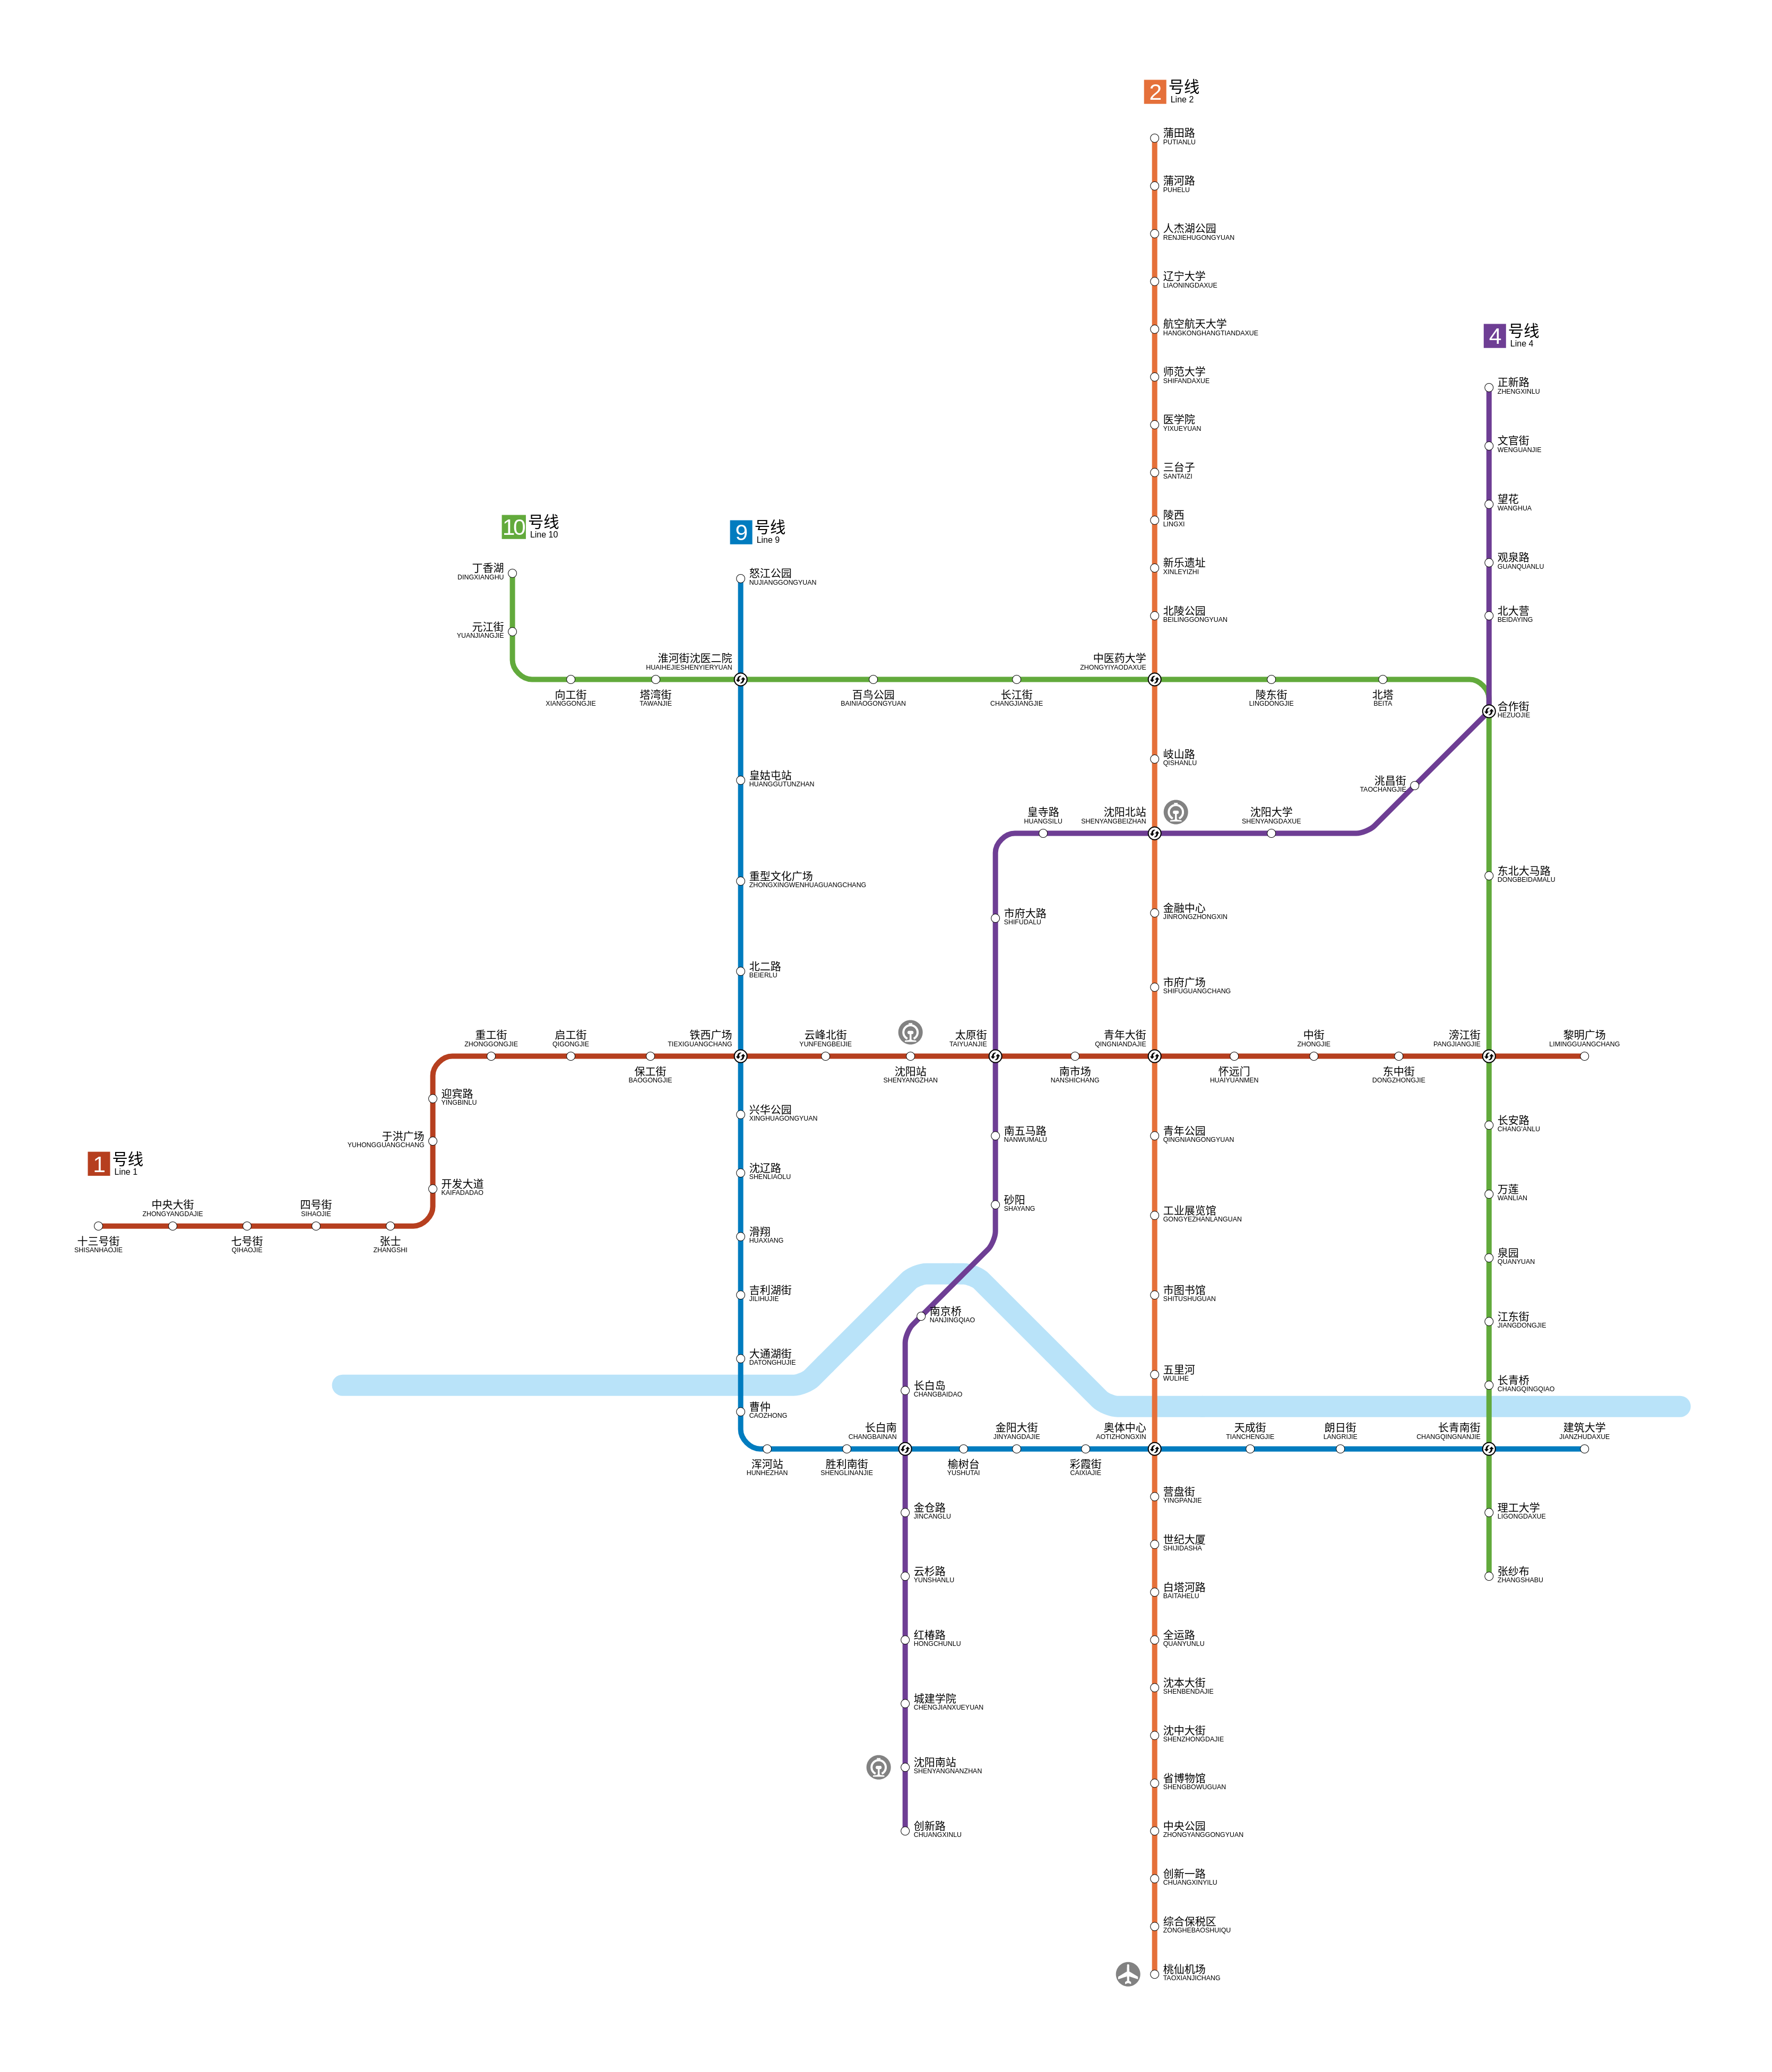 2 号线
Line 2
蒲田路
PUTIANLU
蒲河路
PUHELU
人杰湖公园
RENJIEHUGONGYUAN
辽宁大学
LIAONINGDAXUE
航空航天大学
HANGKONGHANGTIANDAXUE
师范大学
SHIFANDAXUE
医学院
YIXUEYUAN
三台子
SANTAIZI
陵西
LINGXI
新乐遗址
XINLEYIZHI
北陵公园
BEILINGGONGYUAN
中医药大学
ZHONGYIYAODAXUE
岐山路
QISHANLU
沈阳北站
SHENYANGBEIZHAN
金融中心
JINRONGZHONGXIN
市府广场
SHIFUGUANGCHANG
青年大街
QINGNIANDAJIE
青年公园
QINGNIANGONGYUAN
工业展览馆
GONGYEZHANLANGUAN
市图书馆
SHITUSHUGUAN
五里河
WULIHE
奥体中心
AOTIZHONGXIN
营盘街
YINGPANJIE
世纪大厦
SHIJIDASHA
白塔河路
BAITAHELU
全运路
QUANYUNLU
沈本大街
SHENBENDAJIE
沈中大街
SHENZHONGDAJIE
省博物馆
SHENGBOWUGUAN
中央公园
ZHONGYANGGONGYUAN
创新一路
CHUANGXINYILU
综合保税区
ZONGHEBAOSHUIQU
桃仙机场
TAOXIANJICHANG
4 号线
Line 4
正新路
ZHENGXINLU
文官街
WENGUANJIE
望花
WANGHUA
观泉路
GUANQUANLU
北大营
BEIDAYING
合作街
HEZUOJIE
洮昌街
TAOCHANGJIE
沈阳大学
SHENYANGDAXUE
皇寺路
HUANGSILU
市府大路
SHIFUDALU
太原街
TAIYUANJIE
南五马路
NANWUMALU
砂阳
SHAYANG
南京桥
NANJINGQIAO
长白岛
CHANGBAIDAO
长白南
CHANGBAINAN
金仓路
JINCANGLU
云杉路
YUNSHANLU
红椿路
HONGCHUNLU
城建学院
CHENGJIANXUEYUAN
沈阳南站
SHENYANGNANZHAN
创新路
CHUANGXINLU
10 号线
Line 10
丁香湖
DINGXIANGHU
元江街
YUANJIANGJIE
向工街
XIANGGONGJIE
塔湾街
TAWANJIE
淮河街沈医二院
HUAIHEJIESHENYIERYUAN
百鸟公园
BAINIAOGONGYUAN
长江街
CHANGJIANGJIE
陵东街
LINGDONGJIE
北塔
BEITA
东北大马路
DONGBEIDAMALU
滂江街
PANGJIANGJIE
长安路
CHANG'ANLU
万莲
WANLIAN
泉园
QUANYUAN
江东街
JIANGDONGJIE
长青桥
CHANGQINGQIAO
长青南街
CHANGQINGNANJIE
理工大学
LIGONGDAXUE
张纱布
ZHANGSHABU
9 号线
Line 9
怒江公园
NUJIANGGONGYUAN
皇姑屯站
HUANGGUTUNZHAN
重型文化广场
ZHONGXINGWENHUAGUANGCHANG
北二路
BEIERLU
铁西广场
TIEXIGUANGCHANG
兴华公园
XINGHUAGONGYUAN
沈辽路
SHENLIAOLU
滑翔
HUAXIANG
吉利湖街
JILIHUJIE
大通湖街
DATONGHUJIE
曹仲
CAOZHONG
浑河站
HUNHEZHAN
胜利南街
SHENGLINANJIE
榆树台
YUSHUTAI
金阳大街
JINYANGDAJIE
彩霞街
CAIXIAJIE
天成街
TIANCHENGJIE
朗日街
LANGRIJIE
建筑大学
JIANZHUDAXUE
1 号线
Line 1
十三号街
SHISANHAOJIE
中央大街
ZHONGYANGDAJIE
七号街
QIHAOJIE
四号街
SIHAOJIE
张士
ZHANGSHI
开发大道
KAIFADADAO
于洪广场
YUHONGGUANGCHANG
迎宾路
YINGBINLU
重工街
ZHONGGONGJIE
启工街
QIGONGJIE
保工街
BAOGONGJIE
云峰北街
YUNFENGBEIJIE
沈阳站
SHENYANGZHAN
南市场
NANSHICHANG
怀远门
HUAIYUANMEN
中街
ZHONGJIE
东中街
DONGZHONGJIE
黎明广场
LIMINGGUANGCHANG